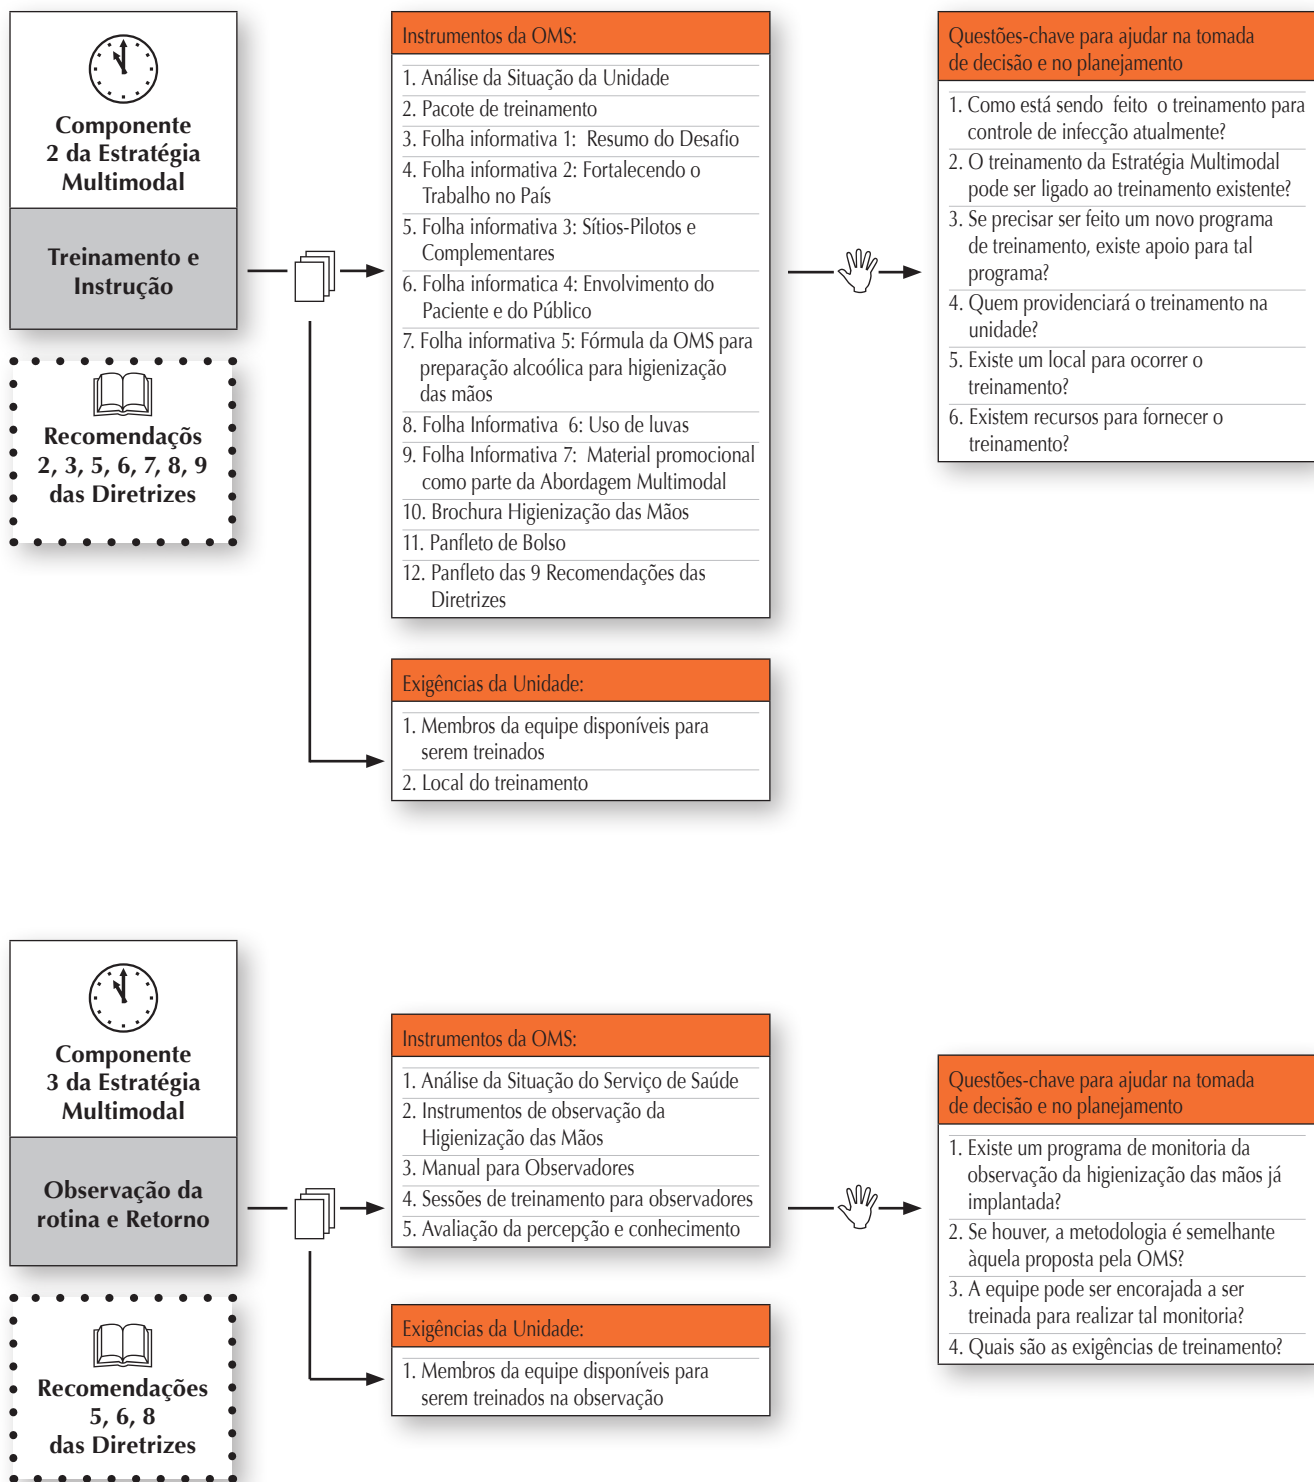 Componente
2 da Estratégia
Multimodal
Treinamento e
Instrução
Recomendaçõs
2, 3, 5, 6, 7, 8, 9
das Diretrizes
Instrumentos da OMS:
1. Análise da Situação da Unidade
2. Pacote de treinamento
3. Folha informativa 1: Resumo do Desafio
4. Folha informativa 2: Fortalecendo o
Trabalho no País
5. Folha informativa 3: Sítios-Pilotos e
Complementares
6. Folha informatica 4: Envolvimento do
Paciente e do Público
7. Folha informativa 5: Fórmula da OMS para
preparação alcoólica para higienização
das mãos
8. Folha Informativa 6: Uso de luvas
9. Folha Informativa 7: Material promocional
como parte da Abordagem Multimodal
10. Brochura Higienização das Mãos
11. Panfleto de Bolso
12. Panfleto das 9 Recomendações das
Diretrizes
Exigências da Unidade:
1. Membros da equipe disponíveis para
serem treinados
2. Local do treinamento
Questões-chave para ajudar na tomada
de decisão e no planejamento
1. Como está sendo feito o treinamento para
controle de infecção atualmente?
2. O treinamento da Estratégia Multimodal
pode ser ligado ao treinamento existente?
3. Se precisar ser feito um novo programa
de treinamento, existe apoio para tal
programa?
4. Quem providenciará o treinamento na
unidade?
5. Existe um local para ocorrer o
treinamento?
6. Existem recursos para fornecer o
treinamento?
Componente
3 da Estratégia
Multimodal
Observação da
rotina e Retorno
Recomendações
5, 6, 8
das Diretrizes
Instrumentos da OMS:
1. Análise da Situação do Serviço de Saúde
2. Instrumentos de observação da
Higienização das Mãos
3. Manual para Observadores
4. Sessões de treinamento para observadores
5. Avaliação da percepção e conhecimento
Exigências da Unidade:
1. Membros da equipe disponíveis para
serem treinados na observação
Questões-chave para ajudar na tomada
de decisão e no planejamento
1. Existe um programa de monitoria da
observação da higienização das mãos já
implantada?
2. Se houver, a metodologia é semelhante
àquela proposta pela OMS?
3. A equipe pode ser encorajada a ser
treinada para realizar tal monitoria?
4. Quais são as exigências de treinamento?